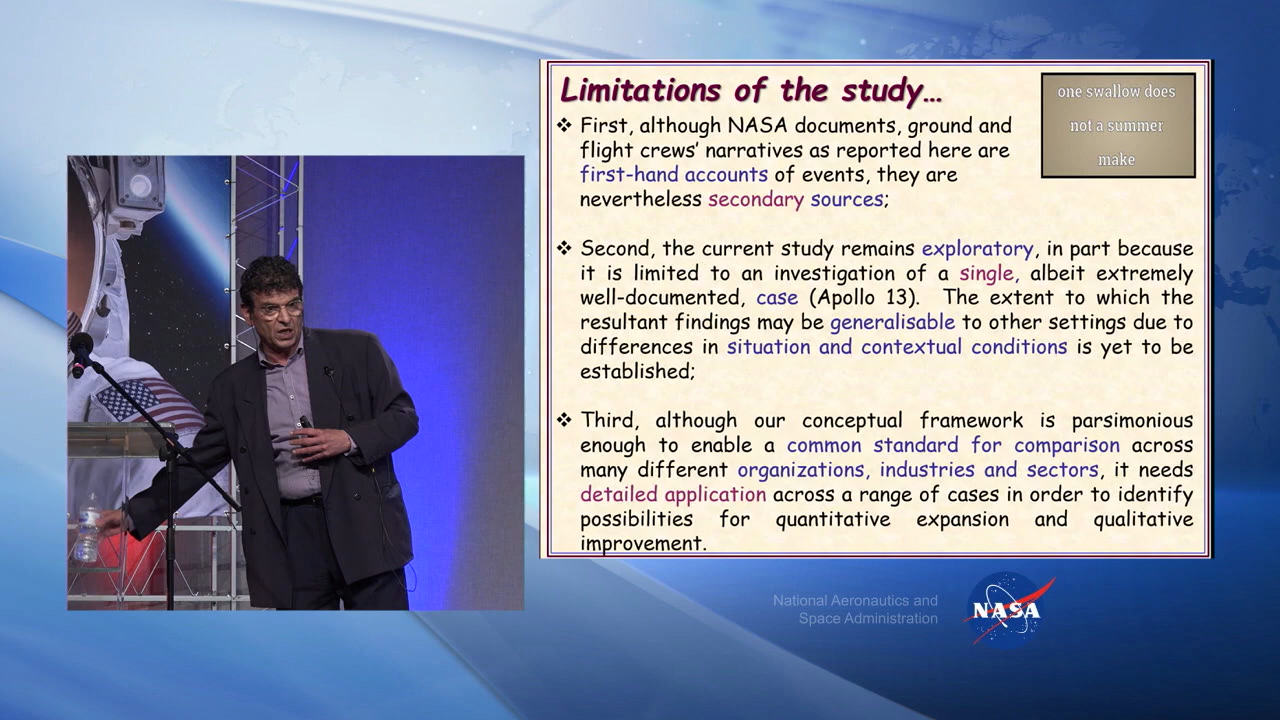 Limitations of the study…
one swallow does
not a summer
make
❖ First, although NASA documents, ground and
flight crews’ narratives as reported here are
first-hand accounts of events, they are
nevertheless secondary sources;
❖ Second, the current study remains exploratory, in part because
it is limited to an investigation of a single, albeit extremely
well-documented, case (Apollo 13). The extent to which the
resultant findings may be generalisable to other settings due to
differences in situation and contextual conditions is yet to be
established;
❖ Third, although our conceptual framework is parsimonious
enough to enable a common standard for comparison across
many different organizations, industries and sectors, it needs
detailed application across a range of cases in order to identify
possibilities for quantitative expansion and qualitative
improvement.
National Aeronautics and
Space Administration
NASA